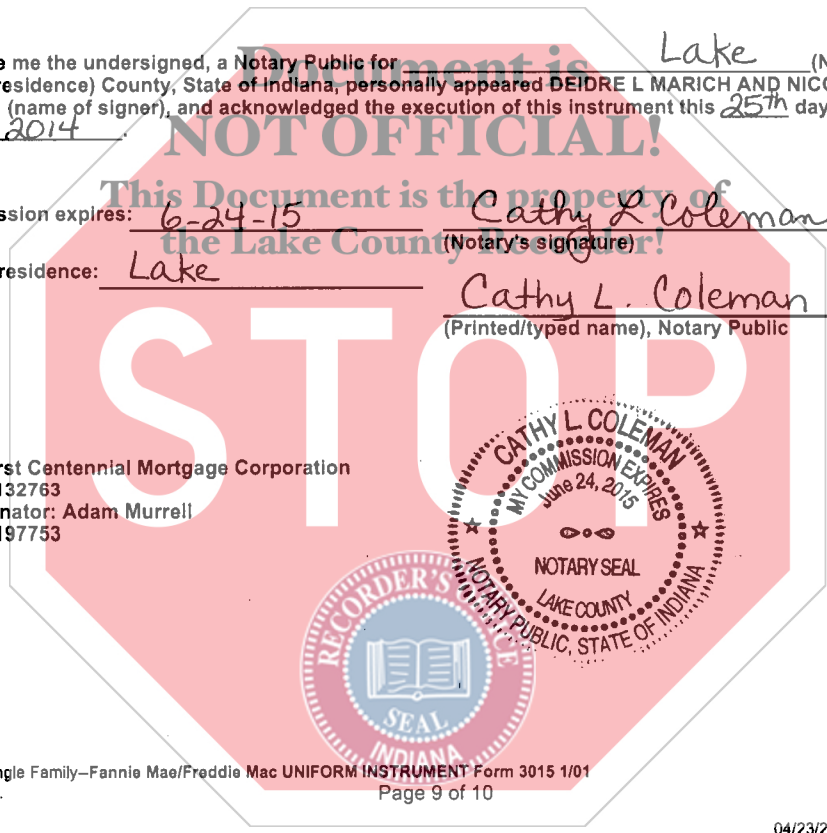 e me the undersigned, a Notary Public for Lake (N
esidence) County, State of Indiana, personally appeared DEIDRE L MARICH AND NICO
(name of signer), and acknowledged the execution of this instrument this 25th day
2014.
Document is
NOT OFFICIAL!
This Document is the property of
the Lake County Recorder!
ssion expires: 6-24-15
Cathy L Coleman
(Notary's signature)
residence: Lake
Cathy L. Coleman
(Printed/typed name), Notary Public
STOP
rst Centennial Mortgage Corporation
132763
nator: Adam Murrell
197753
CATHY L COLEMAN
MY COMMISSION EXPIRES
June 24, 2015
NOTARY SEAL
LAKE COUNTY
NOTARY PUBLIC, STATE OF INDIANA
RECORDER'S OFFICE
SEAL
INDIANA
ngle Family–Fannie Mae/Freddie Mac UNIFORM INSTRUMENT Form 3015 1/01
Page 9 of 10
04/23/2